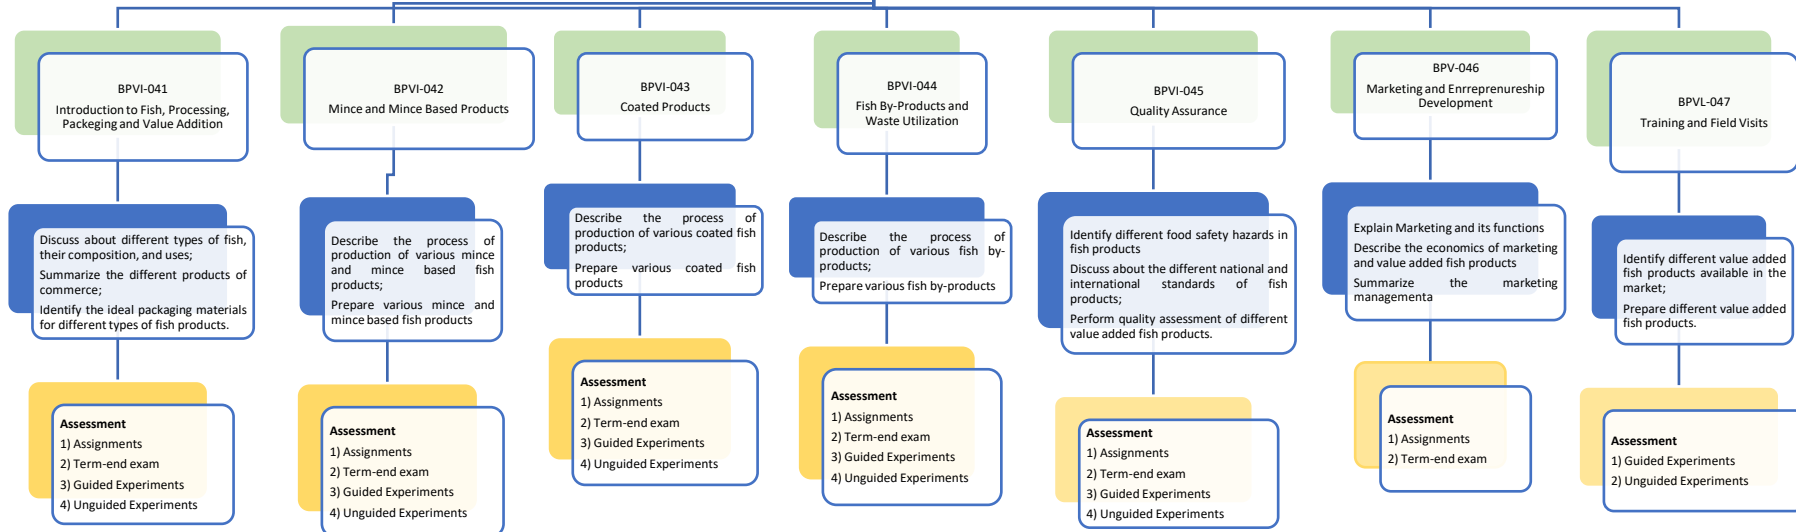 BPVI-041
Introduction to Fish, Processing,
Packeging and Value Addition
BPVI-042
Mince and Mince Based Products
BPVI-043
Coated Products
BPVI-044
Fish By-Products and
Waste Utilization
BPVI-045
Quality Assurance
BPV-046
Marketing and Enrreprenureship
Development
BPVL-047
Training and Field Visits
Discuss about different types of fish,
their composition, and uses;
Summarize the different products of
commerce;
Identify the ideal packaging materials
for different types of fish products.
Describe the process of
production of various mince
and mince based fish
products;
Prepare various mince and
mince based fish products
Describe the process of
production of various coated fish
products;
Prepare various coated fish
products
Describe the process of
production of various fish by-
products;
Prepare various fish by-products
Identify different food safety hazards in
fish products
Discuss about the different national and
international standards of fish
products;
Perform quality assessment of different
value added fish products.
Explain Marketing and its functions
Describe the economics of marketing
and value added fish products
Summarize the marketing
managementa
Identify different value added
fish products available in the
market;
Prepare different value added
fish products.
Assessment
1) Assignments
2) Term-end exam
3) Guided Experiments
4) Unguided Experiments
Assessment
1) Assignments
2) Term-end exam
3) Guided Experiments
4) Unguided Experiments
Assessment
1) Assignments
2) Term-end exam
3) Guided Experiments
4) Unguided Experiments
Assessment
1) Assignments
2) Term-end exam
3) Guided Experiments
4) Unguided Experiments
Assessment
1) Assignments
2) Term-end exam
3) Guided Experiments
4) Unguided Experiments
Assessment
1) Assignments
2) Term-end exam
Assessment
1) Guided Experiments
2) Unguided Experiments